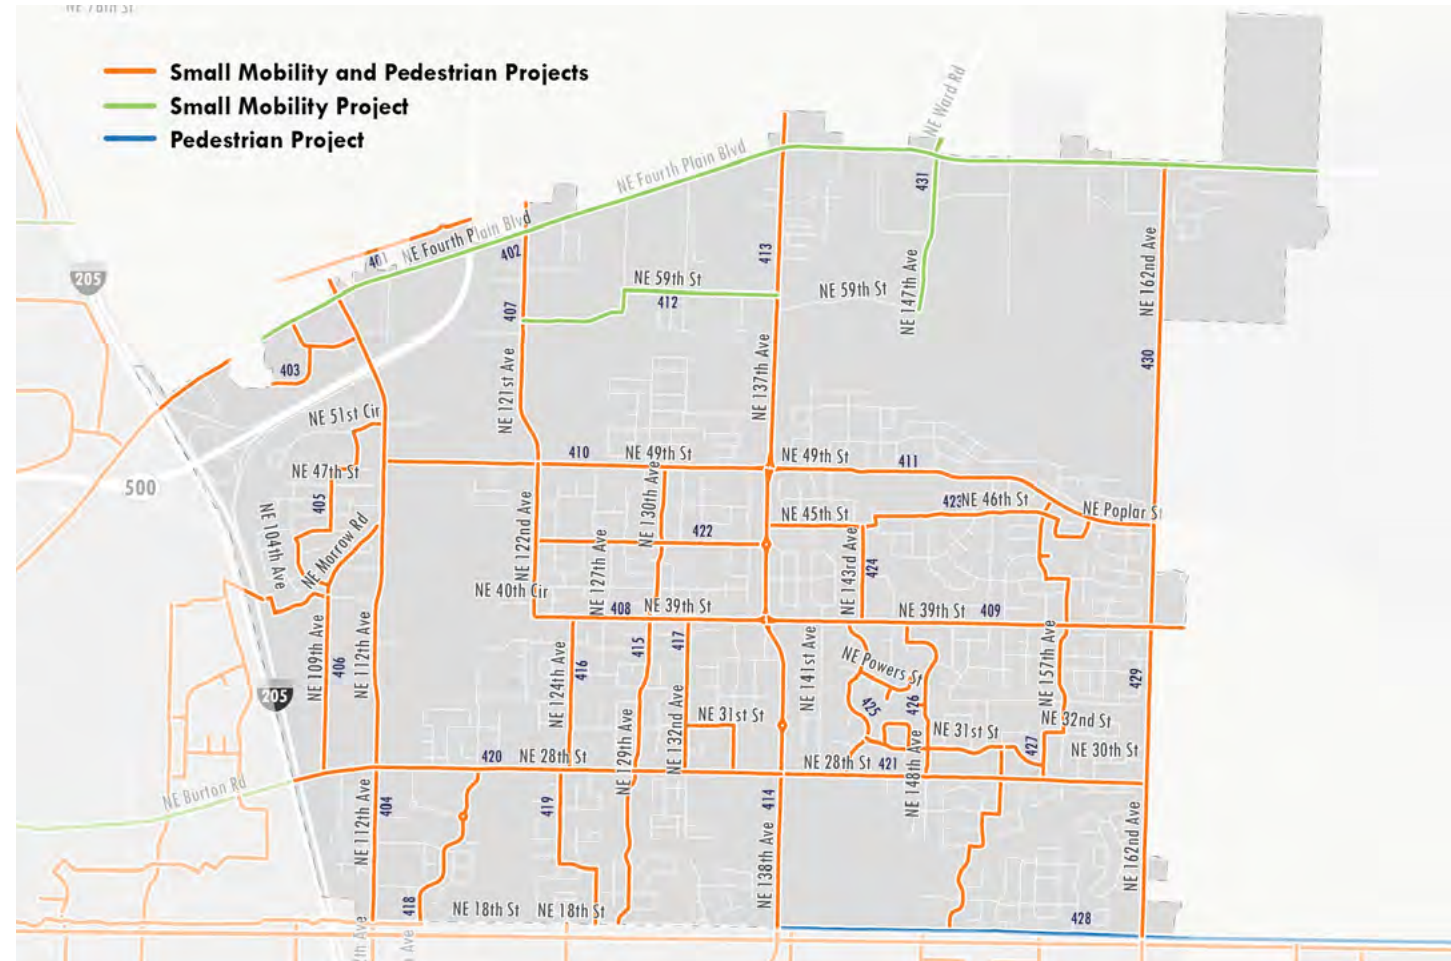 NE 78th St
Small Mobility and Pedestrian Projects
Small Mobility Project
Pedestrian Project
NE Ward Rd
NE Fourth Plain Blvd
431
NE Fourth Plain Blvd
401
402
413
205
NE 59th St
412
NE 59th St
NE 147th Ave
NE 162nd Ave
407
403
430
NE 121st Ave
NE 137th Ave
NE 51st Cir
410
NE 49th St
NE 49th St
411
NE 47th St
500
405
NE 130th Ave
423
NE 46th St
NE Poplar St
NE 45th St
NE 104th Ave
NE Morrow Rd
NE 122nd Ave
422
NE 127th Ave
NE 143rd Ave
424
NE 40th Cir
408
NE 39th St
NE 39th St
409
NE 109th Ave
406
NE 112th Ave
416
415
417
NE 124th Ave
NE 141st Ave
NE Powers St
NE 157th Ave
429
205
425
426
NE 129th Ave
NE 132nd Ave
NE 31st St
NE 31st St
NE 32nd St
427
NE 30th St
420
NE 28th St
NE 28th St
421
NE 148th Ave
NE Burton Rd
NE 112th Ave
404
419
414
NE 138th Ave
NE 162nd Ave
418
NE 18th St
NE 18th St
428
7th Ave
Ave